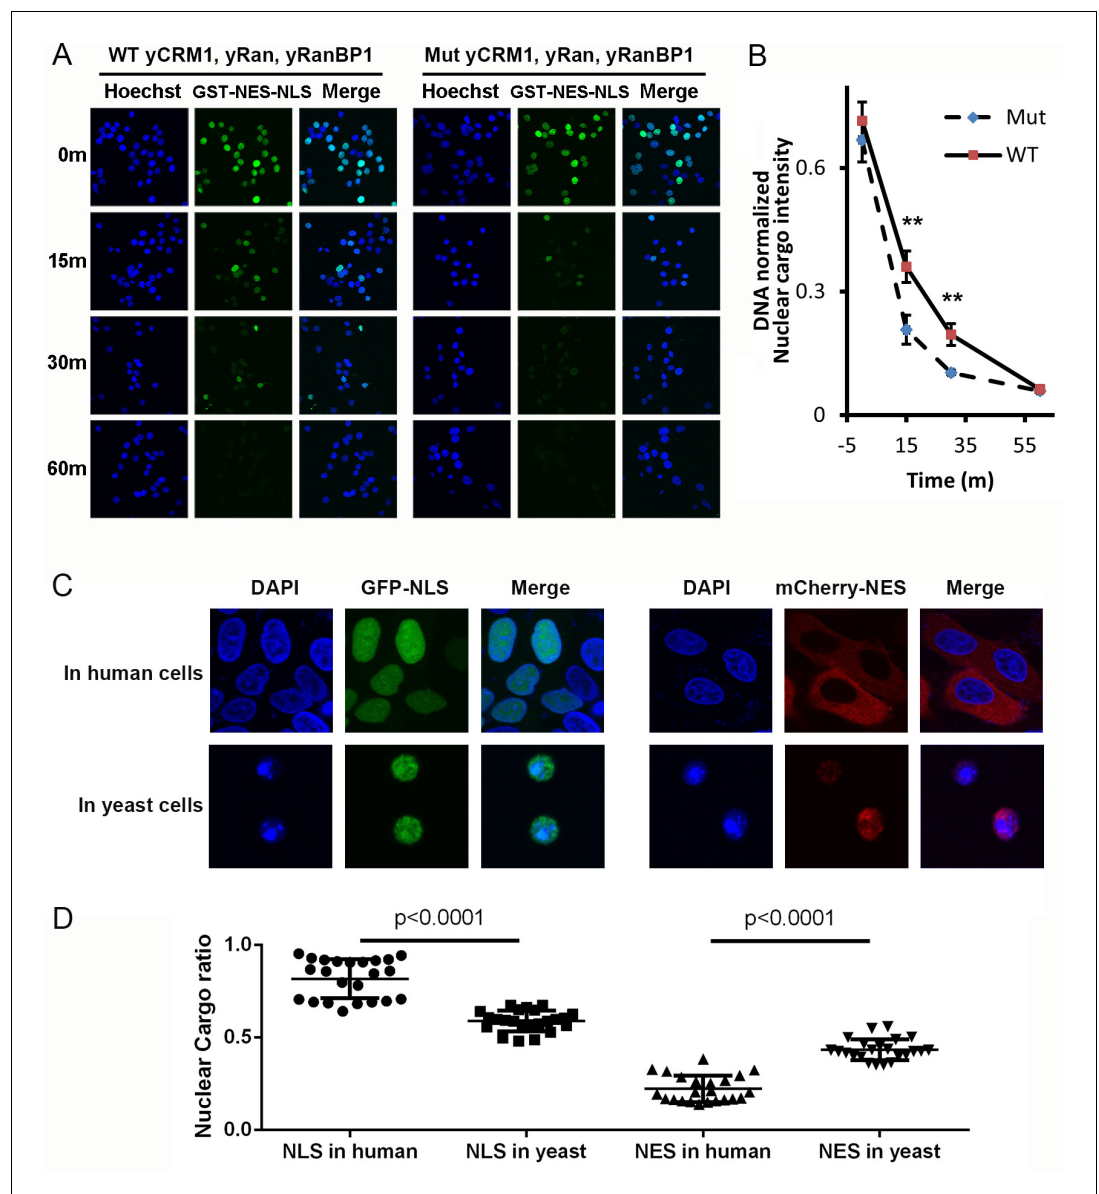 A
WT yCRM1, yRan, yRanBP1
Mut yCRM1, yRan, yRanBP1
Hoechst GST-NES-NLS Merge
Hoechst GST-NES-NLS Merge
0m
15m
30m
60m
B
DNA normalized
Nuclear cargo intensity
0.6
0.3
0
Mut
WT
**
**
-5 15 35 55
Time (m)
C
DAPI GFP-NLS Merge
DAPI mCherry-NES Merge
In human cells
In yeast cells
D
p<0.0001
p<0.0001
Nuclear Cargo ratio
1.0
0.5
0.0
NLS in human NLS in yeast NES in human NES in yeast